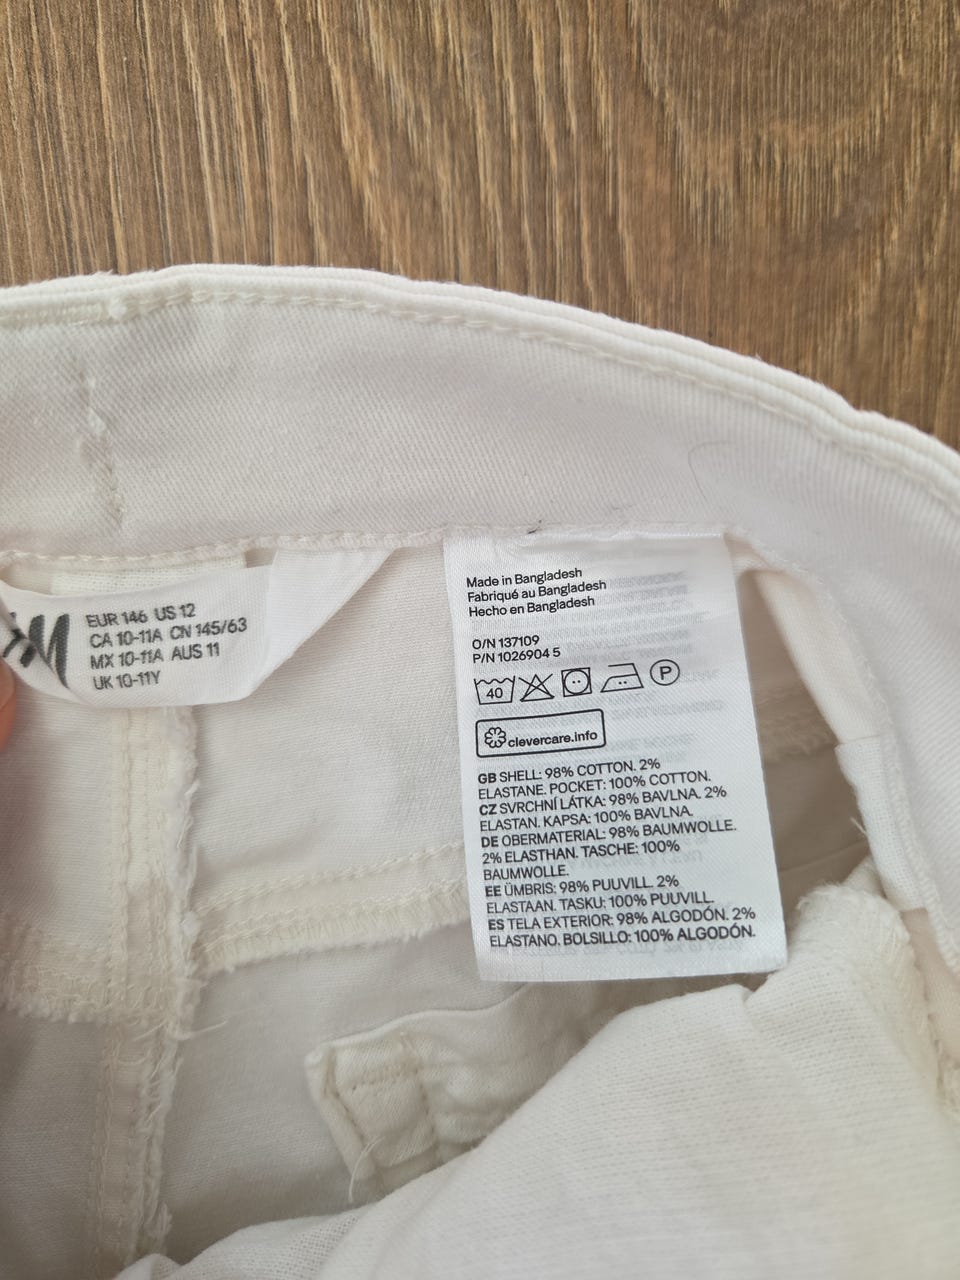 EUR 146 US 12
CA 10-11A CN 145/63
MX 10-11A AUS 11
UK 10-11Y
Made in Bangladesh
Fabriqué au Bangladesh
Hecho en Bangladesh
O/N 137109
P/N 1026904 5
40
P
clevercare.info
GB SHELL: 98% COTTON. 2%
ELASTANE. POCKET: 100% COTTON.
CZ SVRCHNÍ LÁTKA: 98% BAVLNA. 2%
ELASTAN. KAPSA: 100% BAVLNA.
DE OBERMATERIAL: 98% BAUMWOLLE.
2% ELASTHAN. TASCHE: 100%
BAUMWOLLE.
EE ÜMBRIS: 98% PUUVILL. 2%
ELASTAAN. TASKU: 100% PUUVILL.
ES TELA EXTERIOR: 98% ALGODÓN. 2%
ELASTANO. BOLSILLO: 100% ALGODÓN.